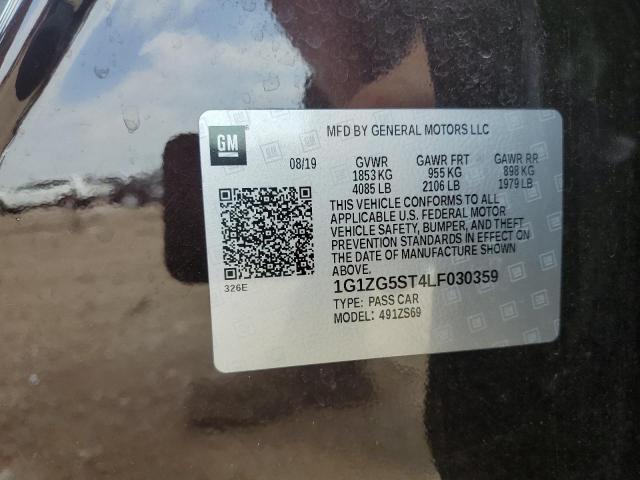 GM
MFD BY GENERAL MOTORS LLC
08/19 GVWR GAWR FRT GAWR RR
1853 KG 955 KG 898 KG
4085 LB 2106 LB 1979 LB
THIS VEHICLE CONFORMS TO ALL
APPLICABLE U.S. FEDERAL MOTOR
VEHICLE SAFETY, BUMPER, AND THEFT
PREVENTION STANDARDS IN EFFECT ON
THE DATE OF MANUFACTURE SHOWN
ABOVE.
326E
1G1ZG5ST4LF030359
TYPE: PASS CAR
MODEL: 491ZS69